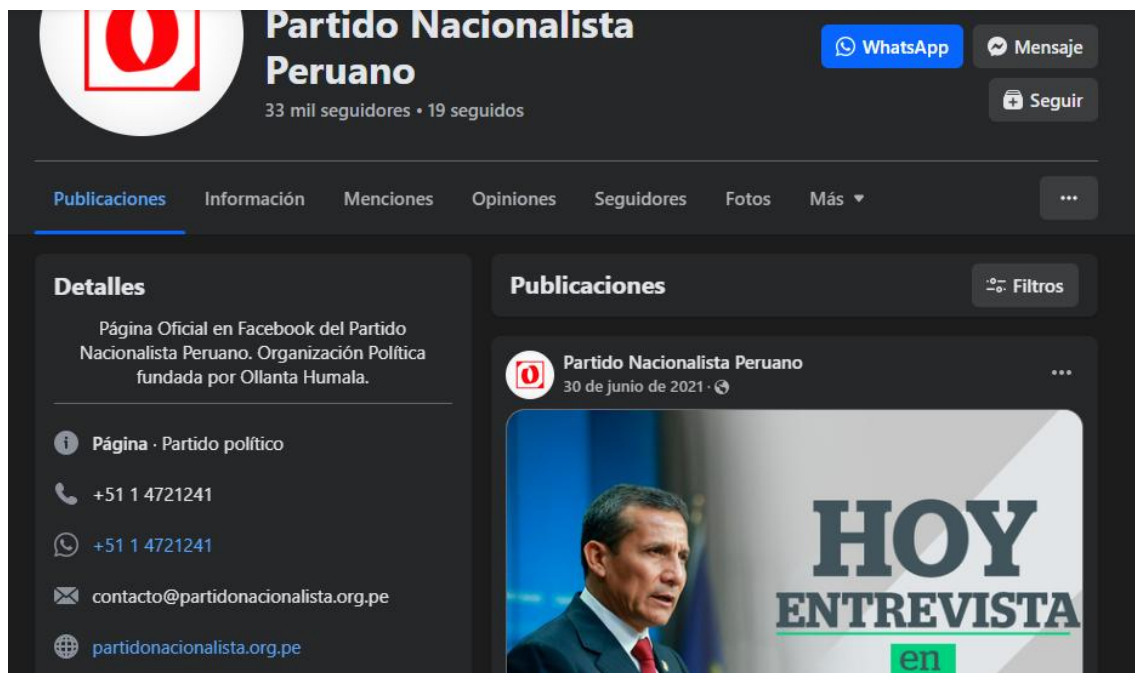 Partido Nacionalista
Peruano
33 mil seguidores • 19 seguidos
WhatsApp
Mensaje
Seguir
Publicaciones
Información
Menciones
Opiniones
Seguidores
Fotos
Más
Detalles
Página Oficial en Facebook del Partido
Nacionalista Peruano. Organización Política
fundada por Ollanta Humala.
Página · Partido político
+51 1 4721241
+51 1 4721241
contacto@partidonacionalista.org.pe
partidonacionalista.org.pe
Publicaciones
Filtros
Partido Nacionalista Peruano
30 de junio de 2021 ·
HOY
ENTREVISTA
en